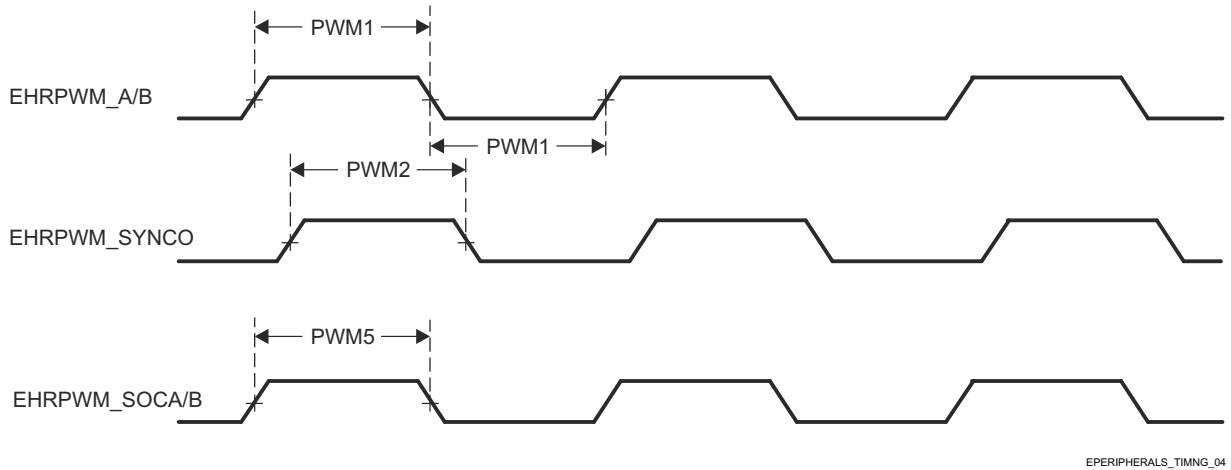 PWM1
EHRPWM_A/B
PWM1
PWM2
EHRPWM_SYNCO
PWM5
EHRPWM_SOCA/B
EPERIPHERALS_TIMNG_04